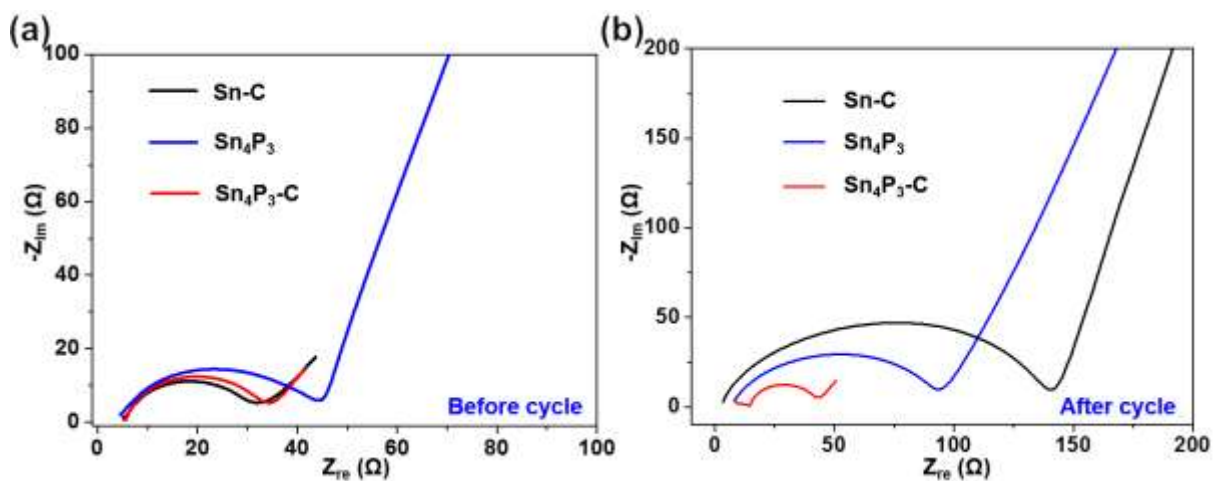 (a)
100
80
60
40
20
0
-Z_Im (Ω)
Sn-C
Sn₄P₃
Sn₄P₃-C
Before cycle
0 20 40 60 80 100
Z_re (Ω)
(b)
200
150
100
50
0
-Z_Im (Ω)
Sn-C
Sn₄P₃
Sn₄P₃-C
After cycle
0 50 100 150 200
Z_re (Ω)